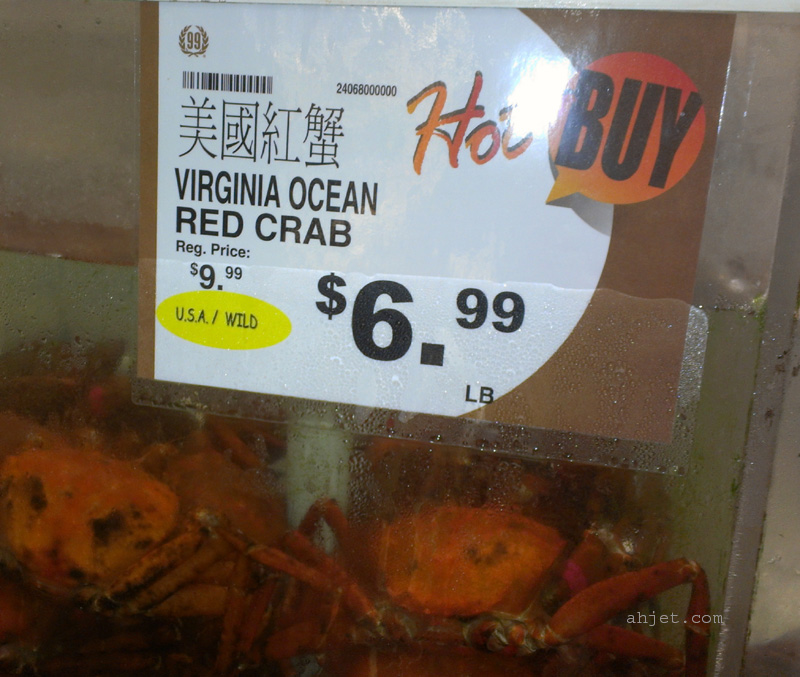 99
24068000000
Hot BUY
美國紅蟹
VIRGINIA OCEAN
RED CRAB
Reg. Price:
$9.99
$6.99
U.S.A. / WILD
LB
ahjet.com